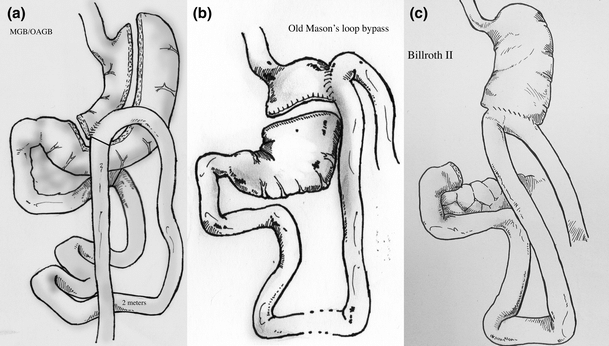 (a)
MGB/OAGB
2 meters
(b)
Old Mason's loop bypass
(c)
Billroth II